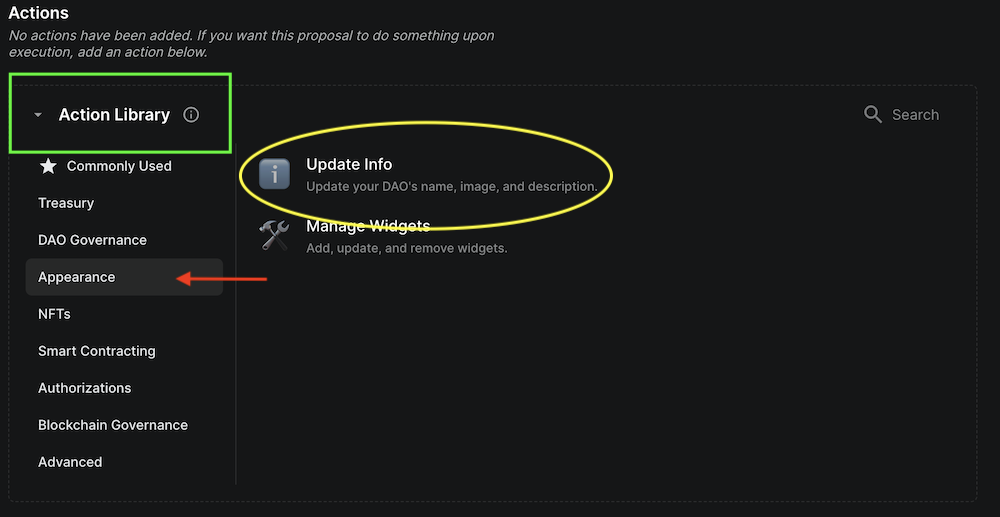 Actions
No actions have been added. If you want this proposal to do something upon
execution, add an action below.
Action Library
Search
Commonly Used
Treasury
DAO Governance
Appearance
NFTs
Smart Contracting
Authorizations
Blockchain Governance
Advanced
Update Info
Update your DAO's name, image, and description.
Manage Widgets
Add, update, and remove widgets.